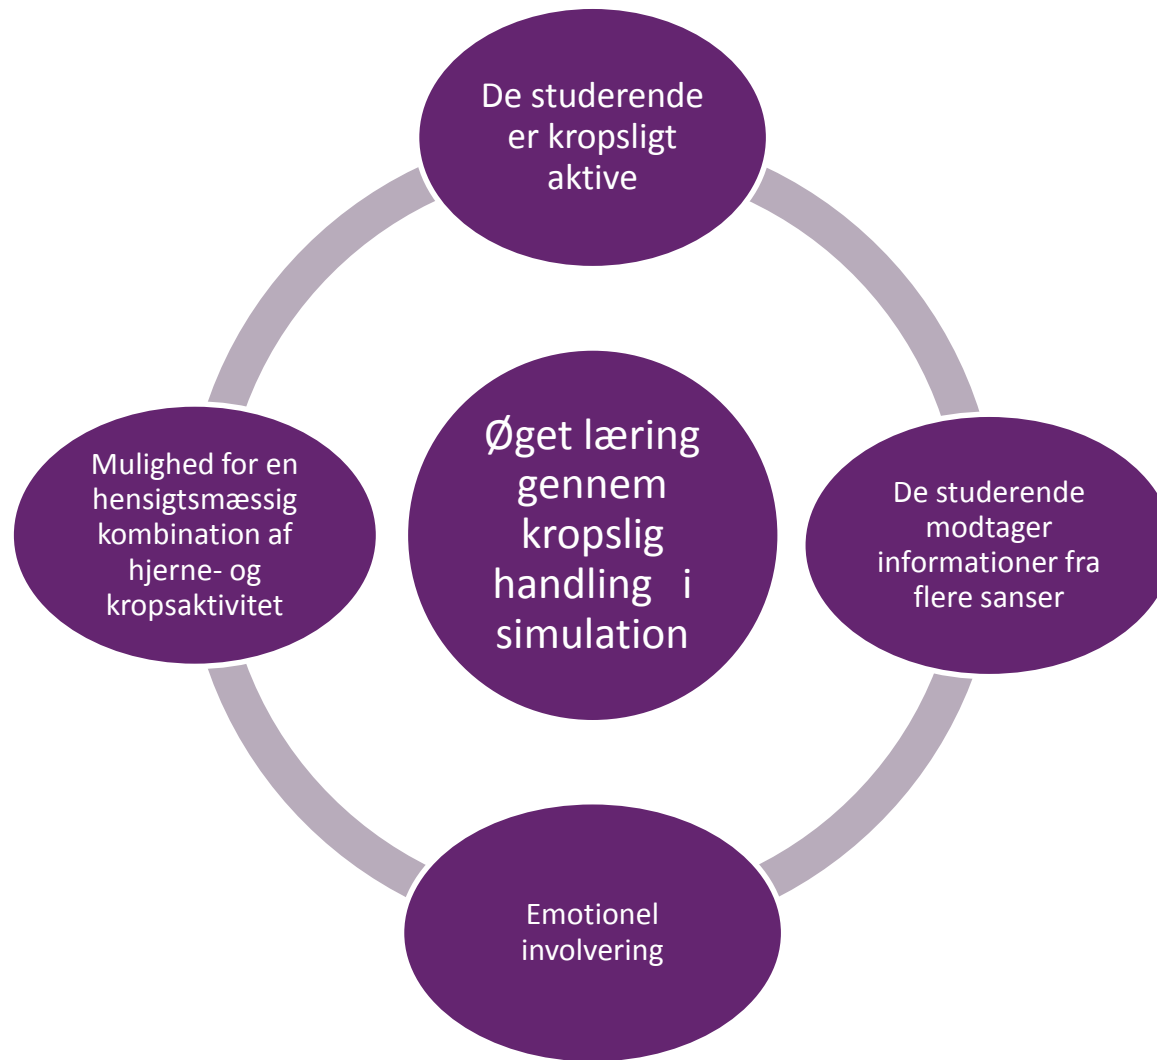 De studerende
er kropsligt
aktive
Øget læring
gennem
kropslig
handling i
simulation
Mulighed for en
hensigtsmæssig
kombination af
hjerne- og
kropsaktivitet
De studerende
modtager
informationer fra
flere sanser
Emotionel
involvering